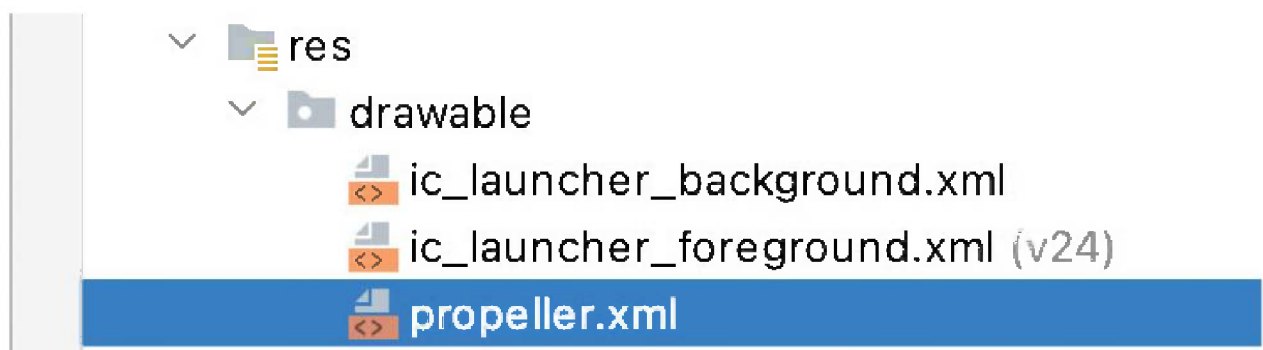 res
drawable
ic_launcher_background.xml
ic_launcher_foreground.xml (v24)
propeller.xml